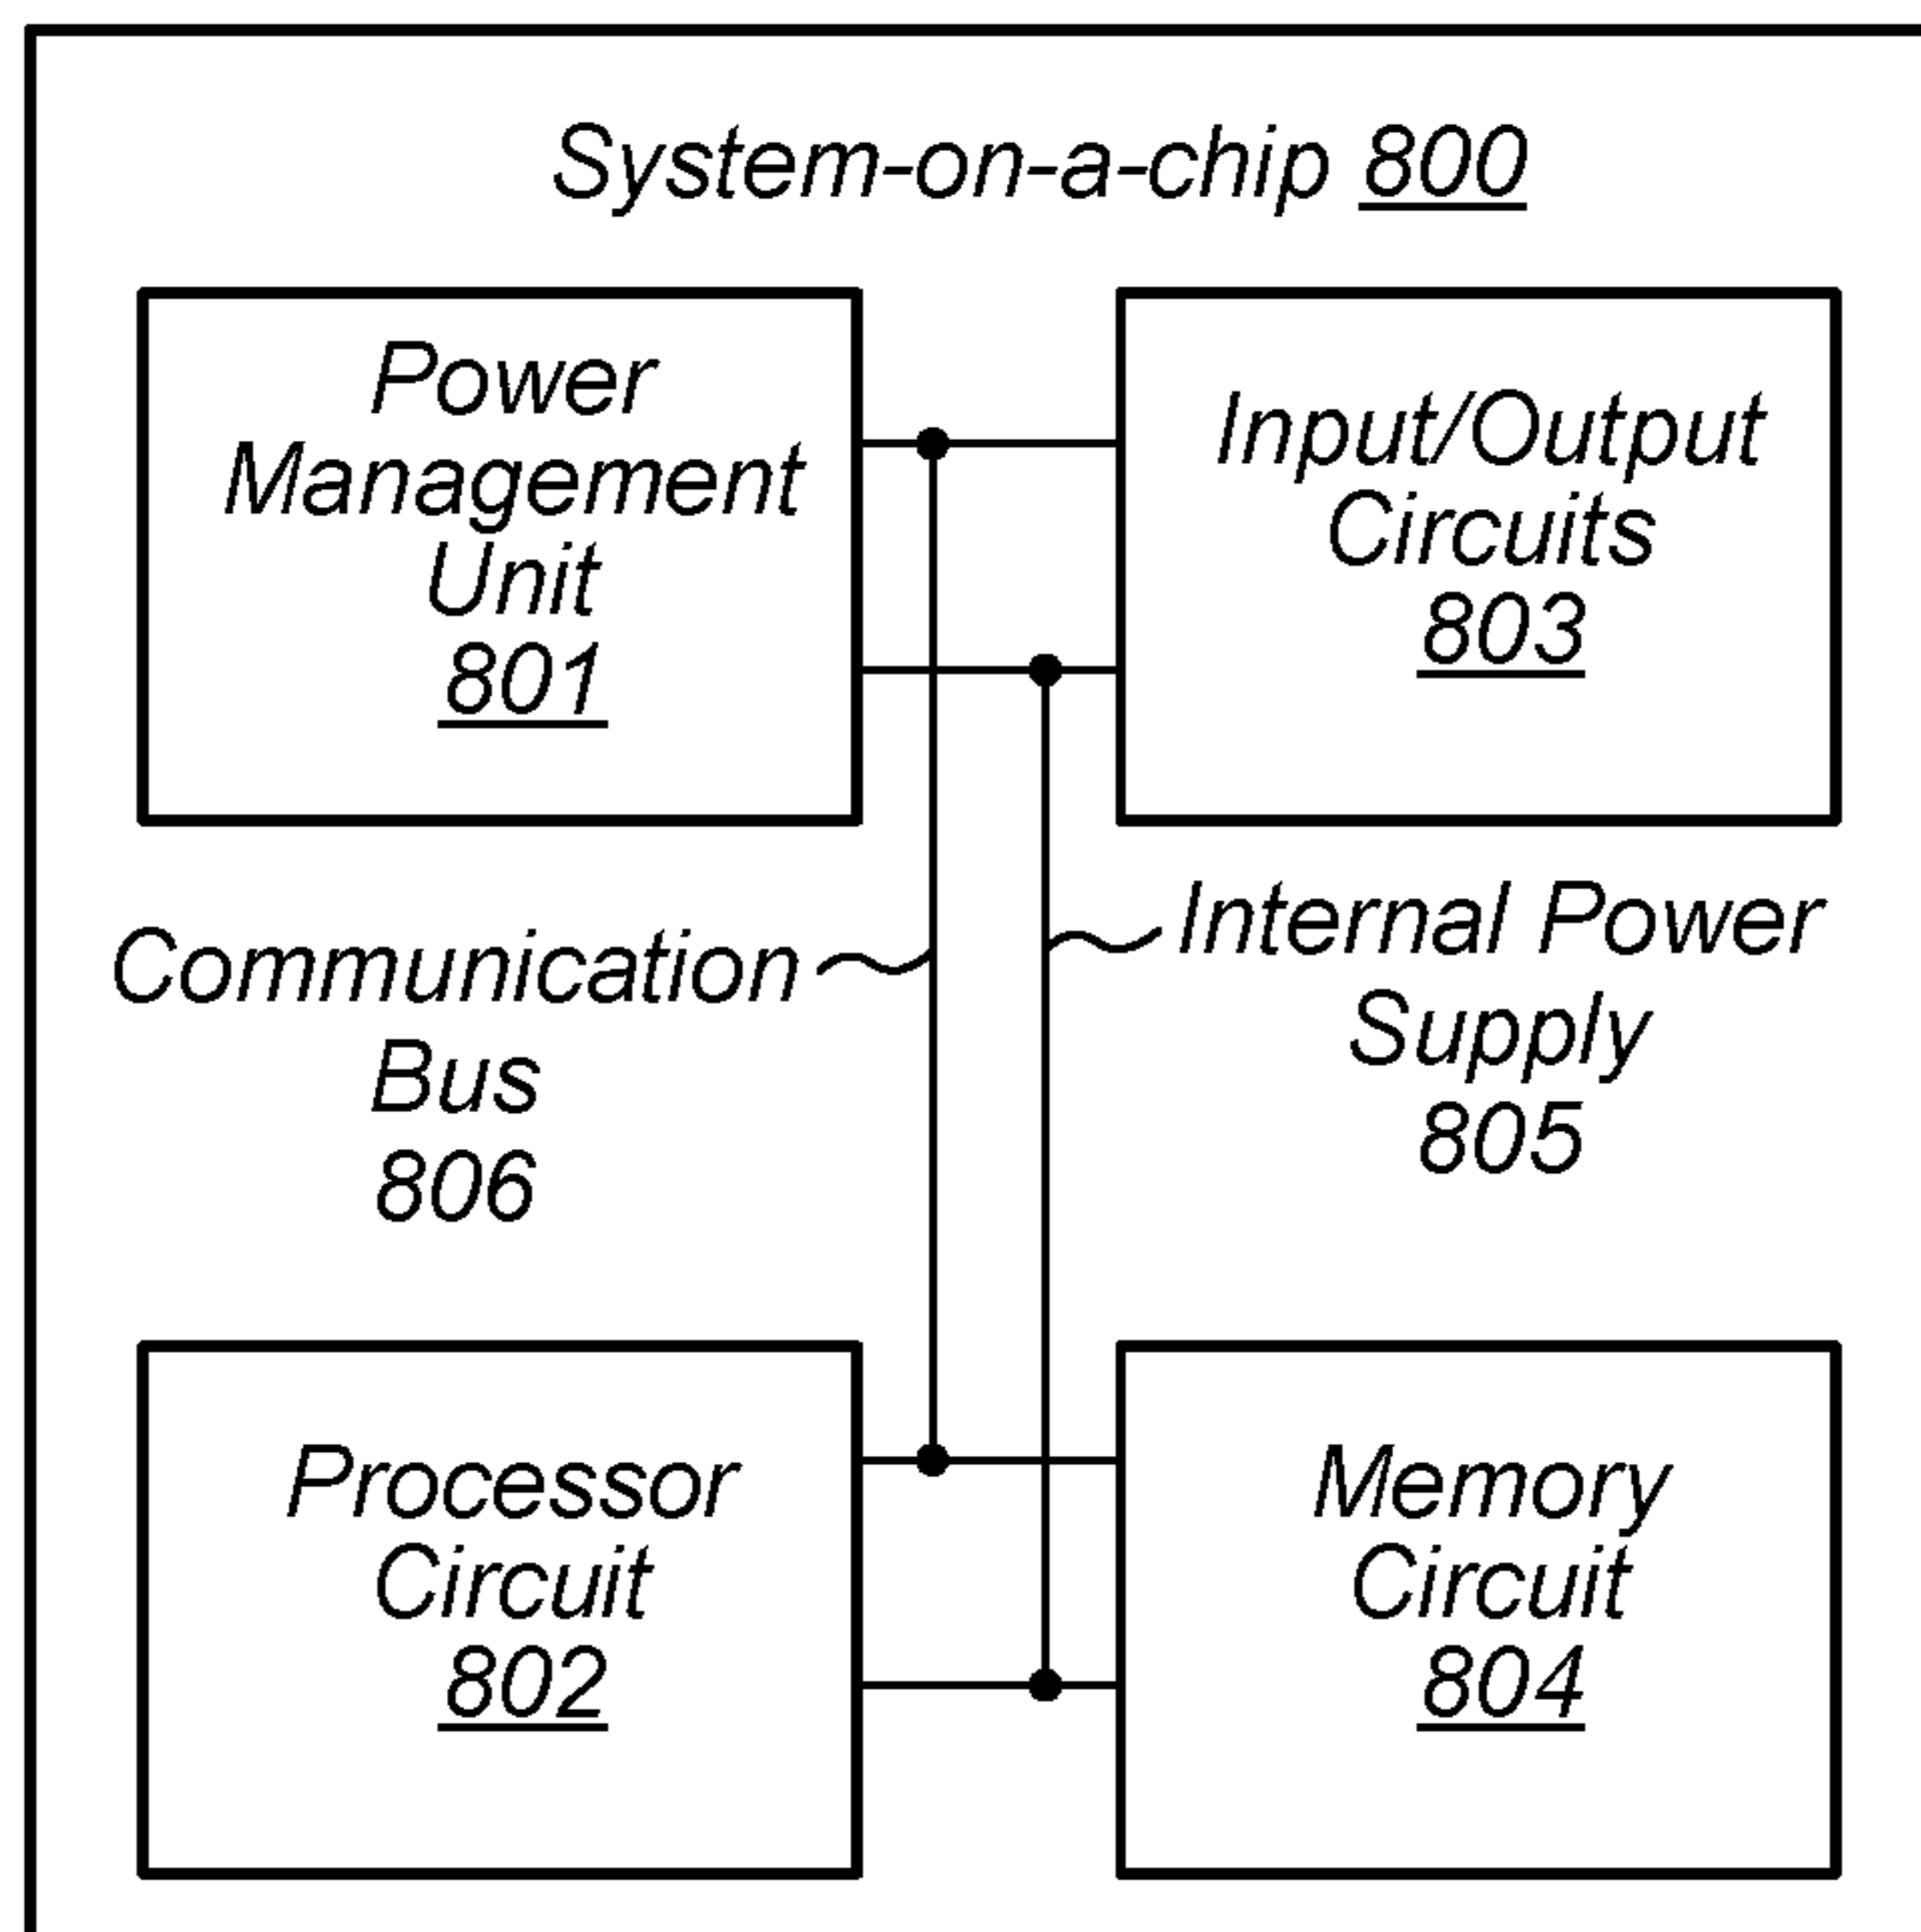 System-on-a-chip 800
Power
Management
Unit
801
Input/Output
Circuits
803
Communication
Bus
806
Internal Power
Supply
805
Processor
Circuit
802
Memory
Circuit
804